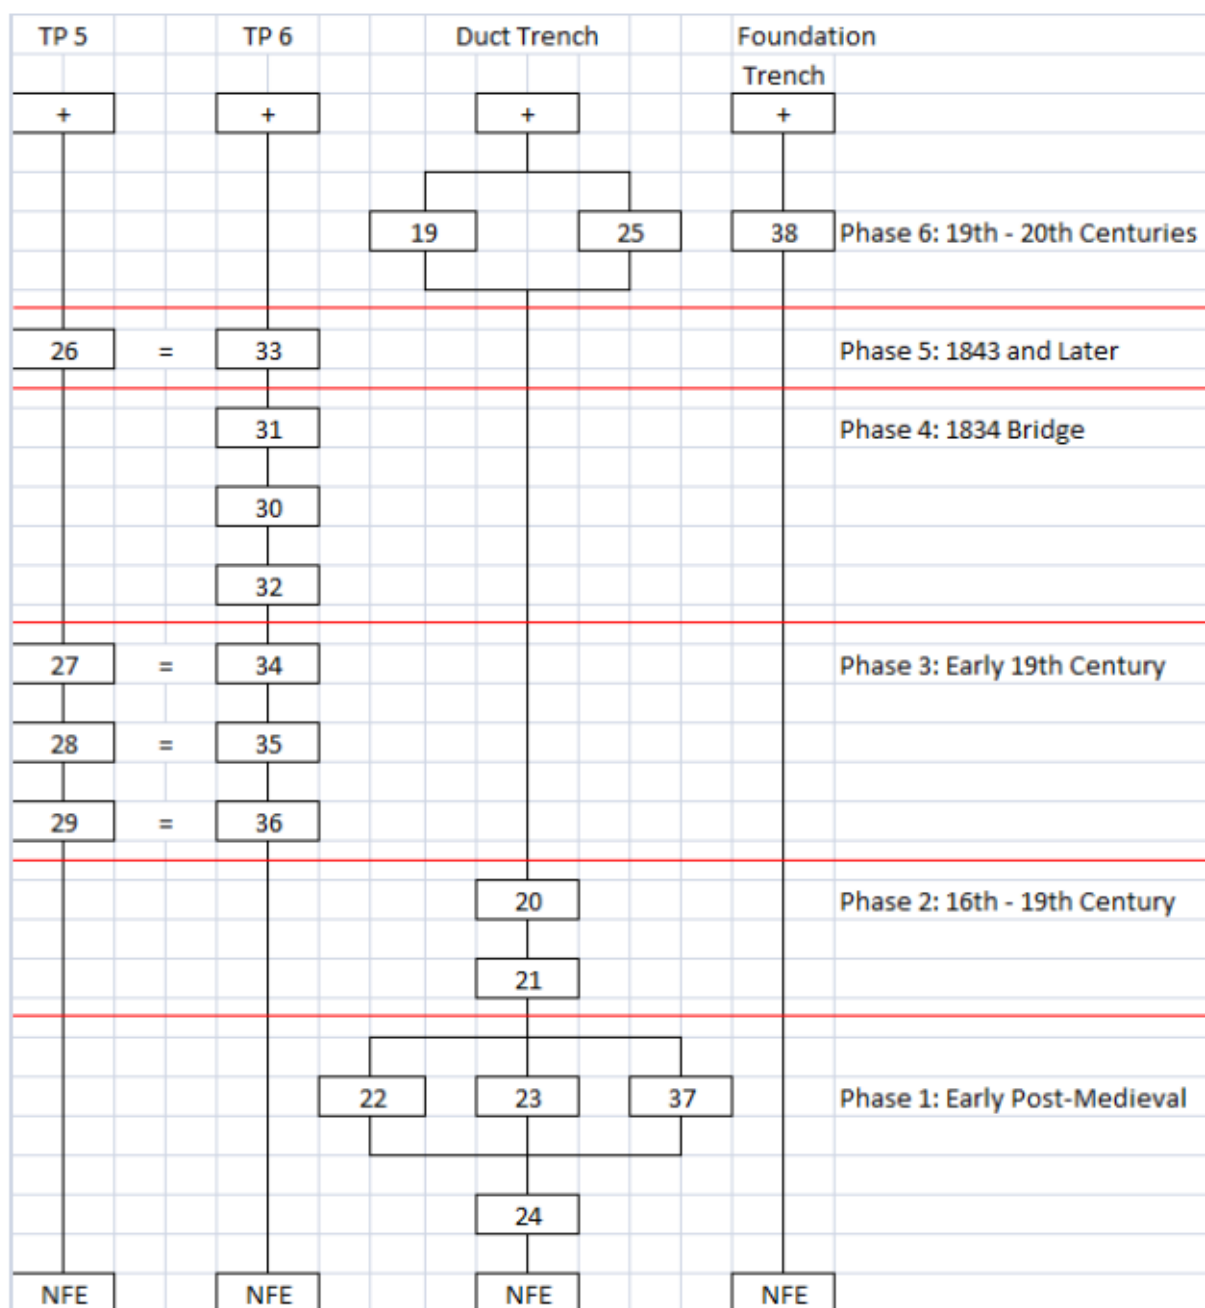 TP 5 TP 6 Duct Trench Foundation
Trench
+ + + +
19 25 38 Phase 6: 19th - 20th Centuries
26 = 33 Phase 5: 1843 and Later
31 Phase 4: 1834 Bridge
30
32
27 = 34 Phase 3: Early 19th Century
28 = 35
29 = 36
20 Phase 2: 16th - 19th Century
21
22 23 37 Phase 1: Early Post-Medieval
24
NFE NFE NFE NFE